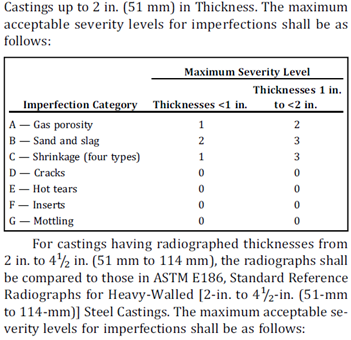 Castings up to 2 in. (51 mm) in Thickness. The maximum
acceptable severity levels for imperfections shall be as
follows:
Maximum Severity Level
Thicknesses 1 in.
Imperfection Category Thicknesses <1 in. to <2 in.
A — Gas porosity 1 2
B — Sand and slag 2 3
C — Shrinkage (four types) 1 3
D — Cracks 0 0
E — Hot tears 0 0
F — Inserts 0 0
G — Mottling 0 0
For castings having radiographed thicknesses from
2 in. to 4 1/2 in. (51 mm to 114 mm), the radiographs shall
be compared to those in ASTM E186, Standard Reference
Radiographs for Heavy-Walled [2-in. to 4 1/2-in. (51-mm
to 114-mm)] Steel Castings. The maximum acceptable se-
verity levels for imperfections shall be as follows: